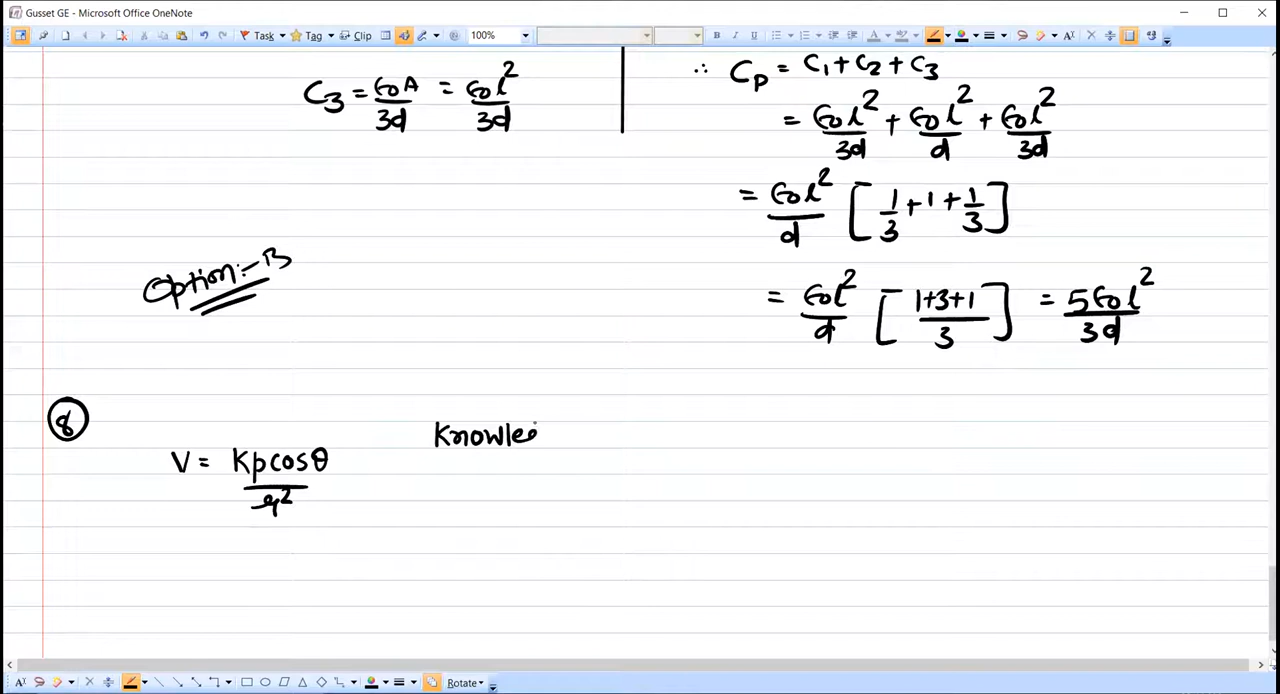 Gusset GE - Microsoft Office OneNote
Task Tag Clip 100% B I U A
C₃ = ε₀A/3d = ε₀l²/3d
∴ Cp = C₁ + C₂ + C₃
= ε₀l²/3d + ε₀l²/d + ε₀l²/3d
= ε₀l²/d [1/3 + 1 + 1/3]
Option:- B
= ε₀l²/d [(1+3+1)/3] = 5ε₀l²/3d
8
V = Kpcosθ/r²
Knowle
Rotate